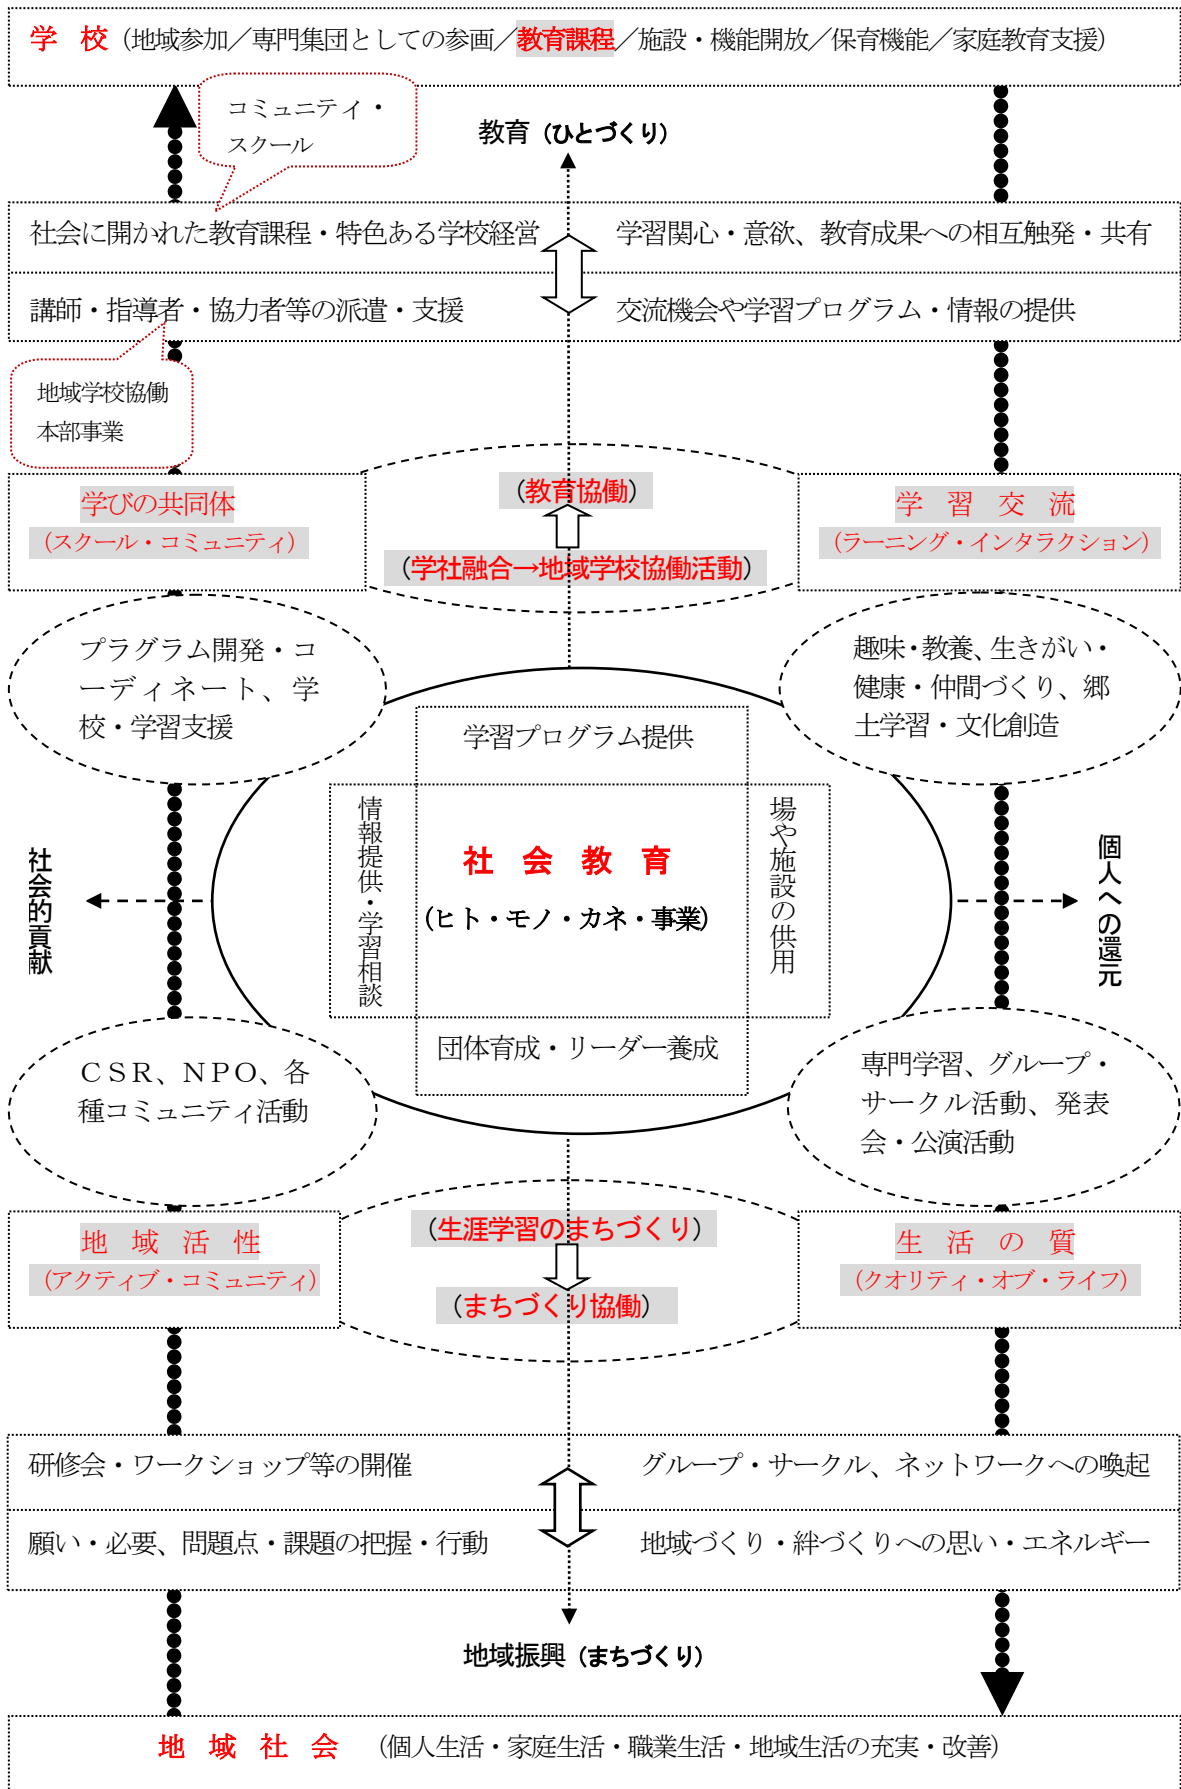 学　校（地域参加／専門集団としての参画／教育課程／施設・機能開放／保育機能／家庭教育支援）
コミュニティ・
スクール
教育（ひとづくり）
社会に開かれた教育課程・特色ある学校経営
学習関心・意欲、教育成果への相互触発・共有
講師・指導者・協力者等の派遣・支援
交流機会や学習プログラム・情報の提供
地域学校協働
本部事業
学びの共同体
（スクール・コミュニティ）
（教育協働）
（学社融合→地域学校協働活動）
学　習　交　流
（ラーニング・インタラクション）
プラグラム開発・コ
ーディネート、学
校・学習支援
趣味・教養、生きがい・
健康・仲間づくり、郷
土学習・文化創造
学習プログラム提供
情報提供・学習相談
社　会　教　育
（ヒト・モノ・カネ・事業）
場や施設の供用
社会的貢献
個人への還元
団体育成・リーダー養成
ＣＳＲ、ＮＰＯ、各
種コミュニティ活動
専門学習、グループ・
サークル活動、発表
会・公演活動
地　域　活　性
（アクティブ・コミュニティ）
（生涯学習のまちづくり）
（まちづくり協働）
生　活　の　質
（クオリティ・オブ・ライフ）
研修会・ワークショップ等の開催
グループ・サークル、ネットワークへの喚起
願い・必要、問題点・課題の把握・行動
地域づくり・絆づくりへの思い・エネルギー
地域振興（まちづくり）
地　域　社　会　（個人生活・家庭生活・職業生活・地域生活の充実・改善）